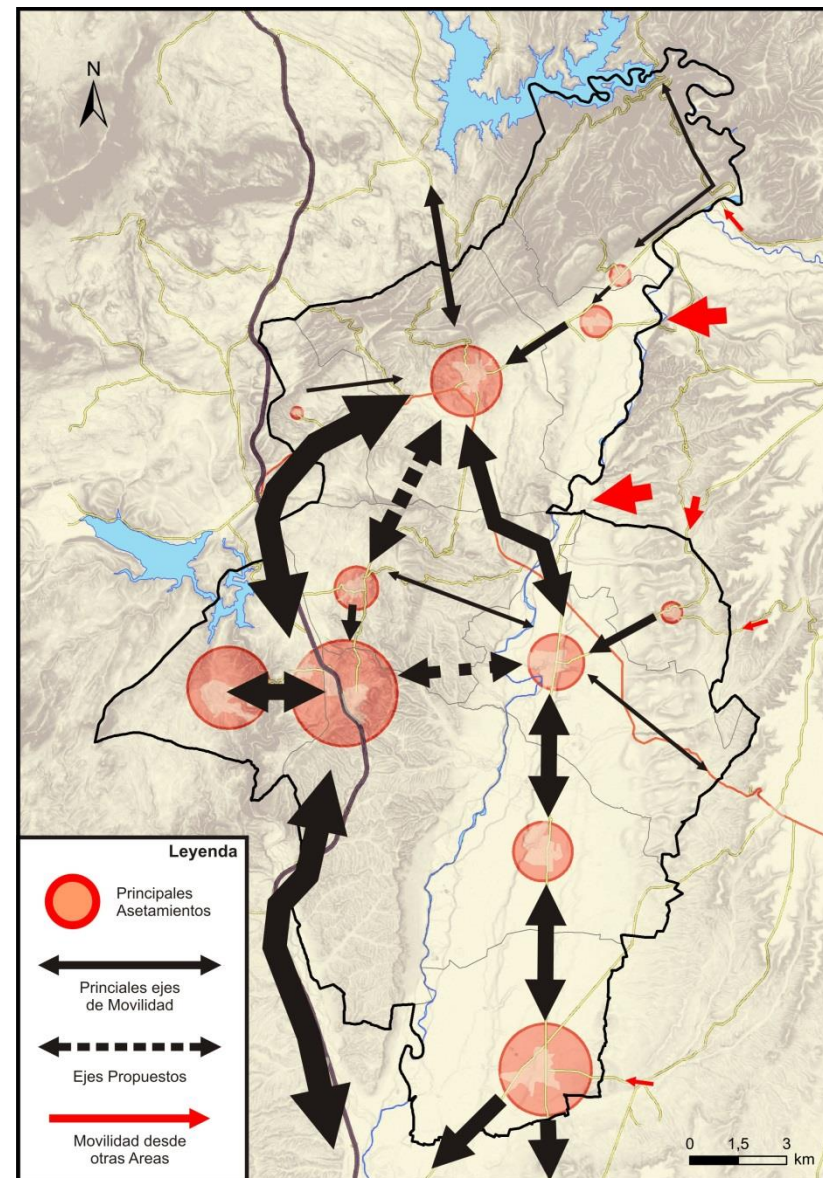 N
Leyenda
Principales
Asetamientos
Princiales ejes
de Movilidad
Ejes Propuestos
Movilidad desde
otras Areas
0 1,5 3
km